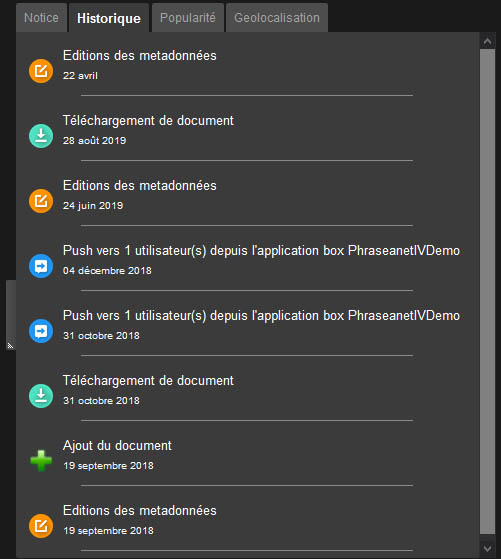 Notice Historique Popularité Geolocalisation
Editions des metadonnées
22 avril
Téléchargement de document
28 août 2019
Editions des metadonnées
24 juin 2019
Push vers 1 utilisateur(s) depuis l'application box PhraseanetIVDemo
04 décembre 2018
Push vers 1 utilisateur(s) depuis l'application box PhraseanetIVDemo
31 octobre 2018
Téléchargement de document
31 octobre 2018
Ajout du document
19 septembre 2018
Editions des metadonnées
19 septembre 2018